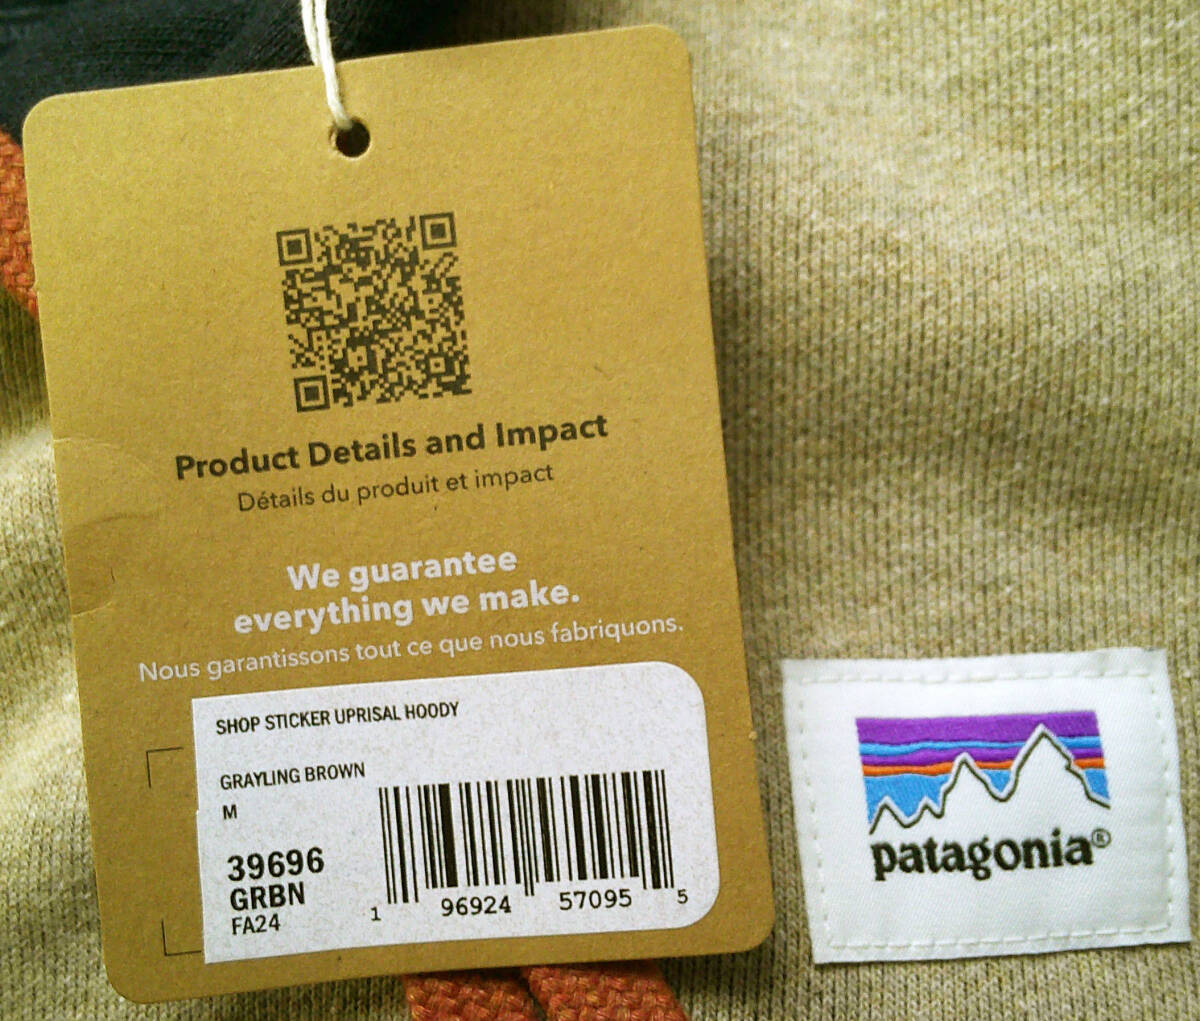 Product Details and Impact
Détails du produit et impact
We guarantee
everything we make.
Nous garantissons tout ce que nous fabriquons.
SHOP STICKER UPRISAL HOODY
GRAYLING BROWN
M
39696
GRBN
FA24
1 96924 57095 5
patagonia®